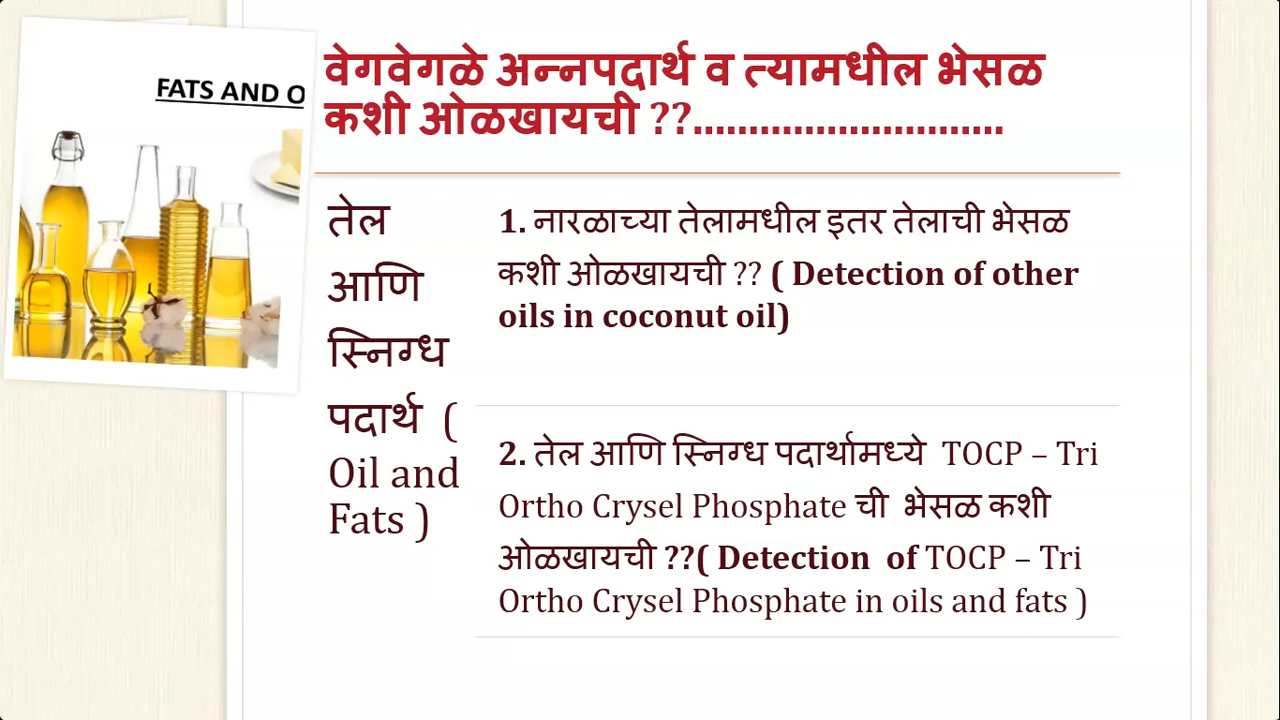 FATS AND O
वेगवेगळे अन्नपदार्थ व त्यामधील भेसळ
कशी ओळखायची ??............................
तेल
आणि
स्निग्ध
पदार्थ (
Oil and
Fats )
1. नारळाच्या तेलामधील इतर तेलाची भेसळ
कशी ओळखायची ?? ( Detection of other
oils in coconut oil)
2. तेल आणि स्निग्ध पदार्थामध्ये TOCP – Tri
Ortho Crysel Phosphate ची भेसळ कशी
ओळखायची ??( Detection of TOCP – Tri
Ortho Crysel Phosphate in oils and fats )